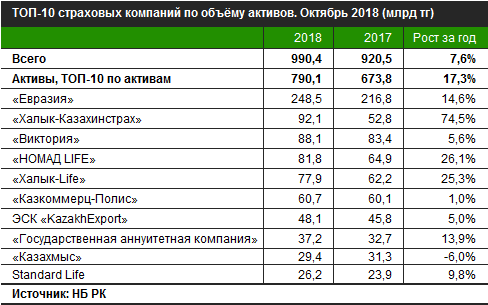 ТОП-10 страховых компаний по объёму активов. Октябрь 2018 (млрд тг)
2018 2017 Рост за год
Всего 990,4 920,5 7,6%
Активы, ТОП-10 по активам 790,1 673,8 17,3%
«Евразия» 248,5 216,8 14,6%
«Халык-Казахинстрах» 92,1 52,8 74,5%
«Виктория» 88,1 83,4 5,6%
«НОМАД LIFE» 81,8 64,9 26,1%
«Халык-Life» 77,9 62,2 25,3%
«Казкоммерц-Полис» 60,7 60,1 1,0%
ЭСК «KazakhExport» 48,1 45,8 5,0%
«Государственная аннуитетная компания» 37,2 32,7 13,9%
«Казахмыс» 29,4 31,3 -6,0%
Standard Life 26,2 23,9 9,8%
Источник: НБ РК